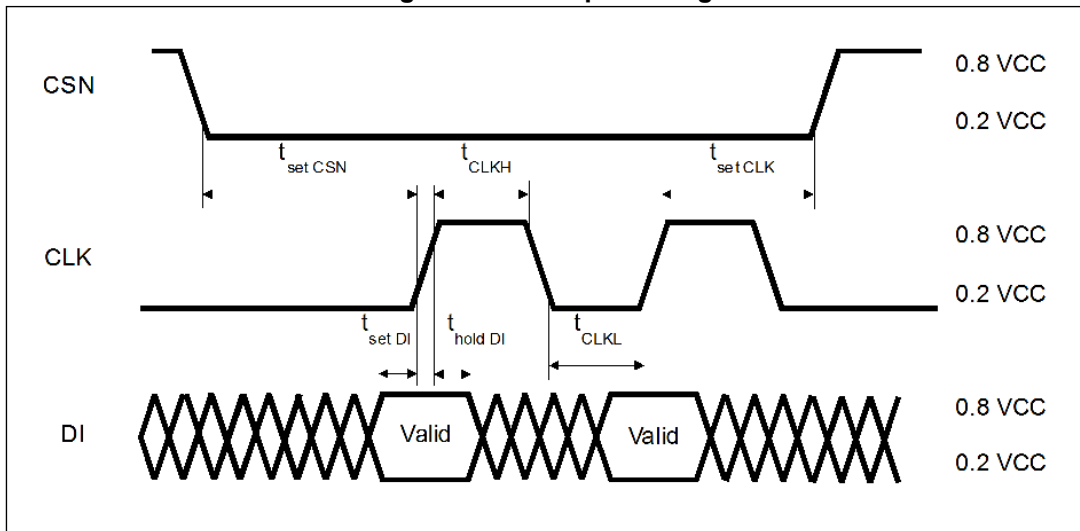 CSN
0.8 VCC
0.2 VCC
t set CSN
t CLKH
t set CLK
CLK
0.8 VCC
0.2 VCC
t set DI
t hold DI
t CLKL
DI
Valid
Valid
0.8 VCC
0.2 VCC